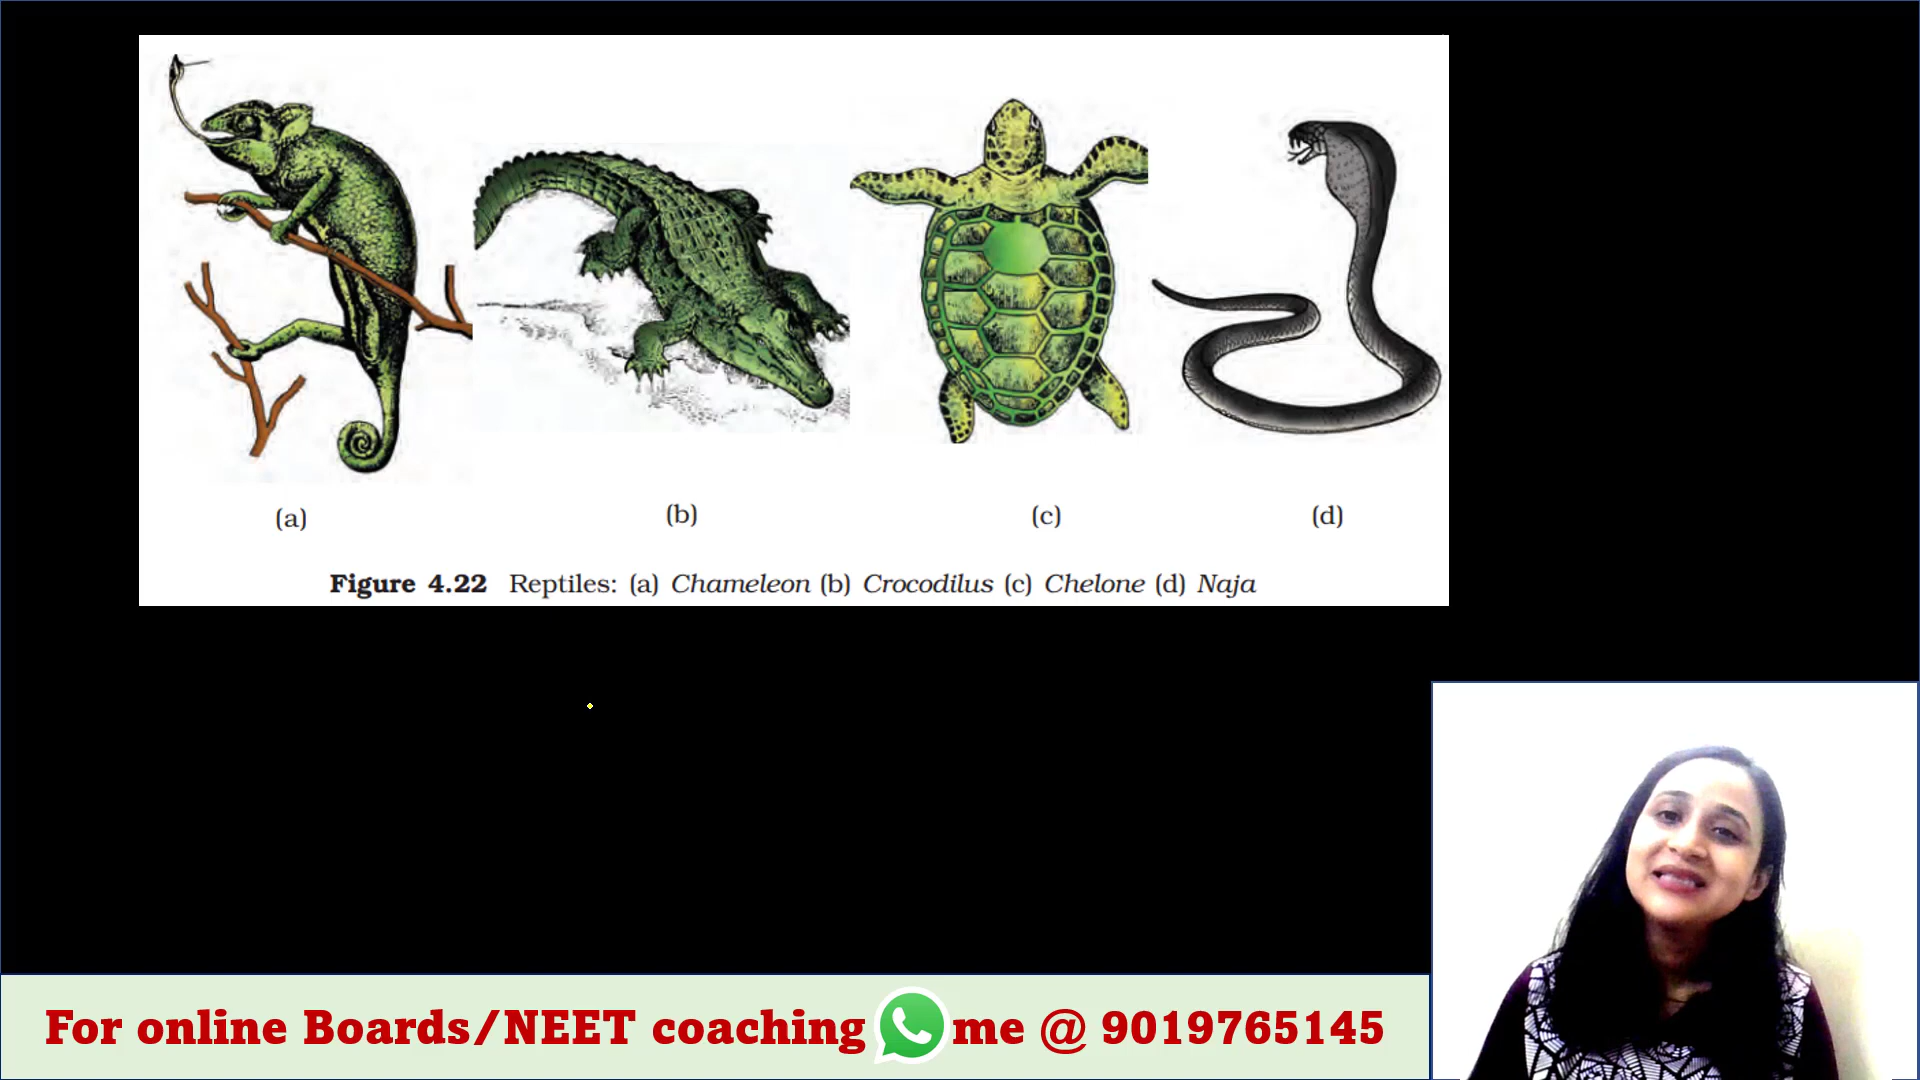 (a) (b) (c) (d)
Figure 4.22 Reptiles: (a) Chameleon (b) Crocodilus (c) Chelone (d) Naja
For online Boards/NEET coaching me @ 9019765145